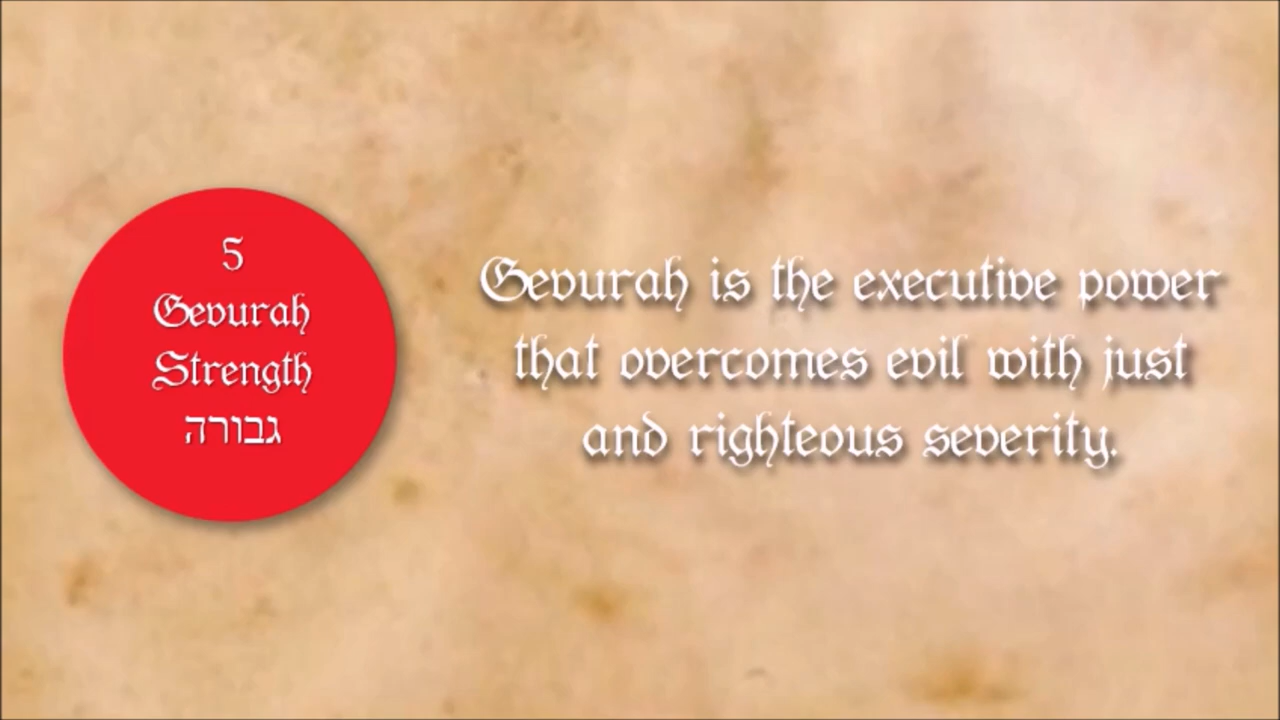 5
Gevurah
Strength
גבורה
Gevurah is the executive power
that overcomes evil with just
and righteous severity.